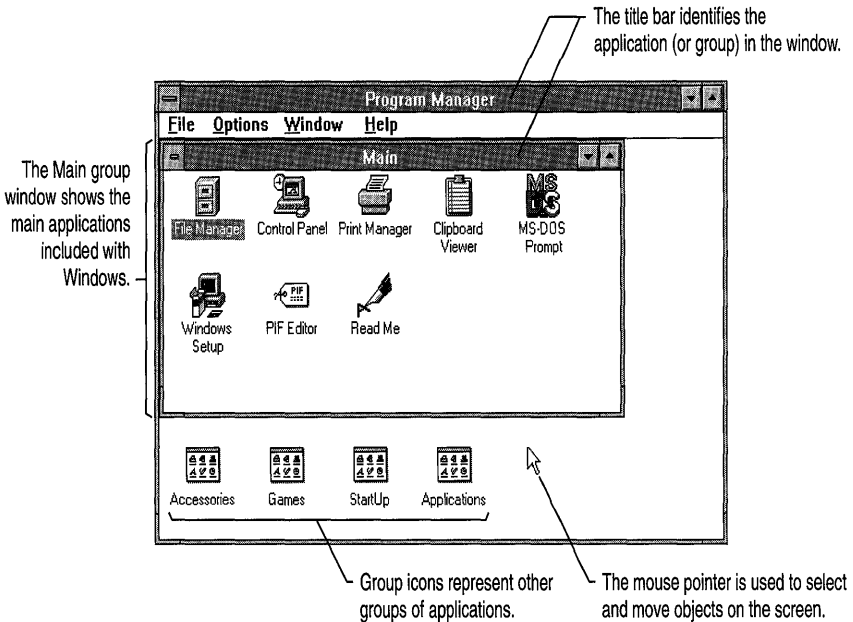 The title bar identifies the
application (or group) in the window.
Program Manager
File Options Window Help
The Main group
window shows the
main applications
included with
Windows.
Main
File Manager
Control Panel
Print Manager
Clipboard
Viewer
MS-DOS
Prompt
MS
Windows
Setup
PIF
PIF Editor
Read Me
Accessories
Games
StartUp
Applications
Group icons represent other
groups of applications.
The mouse pointer is used to select
and move objects on the screen.